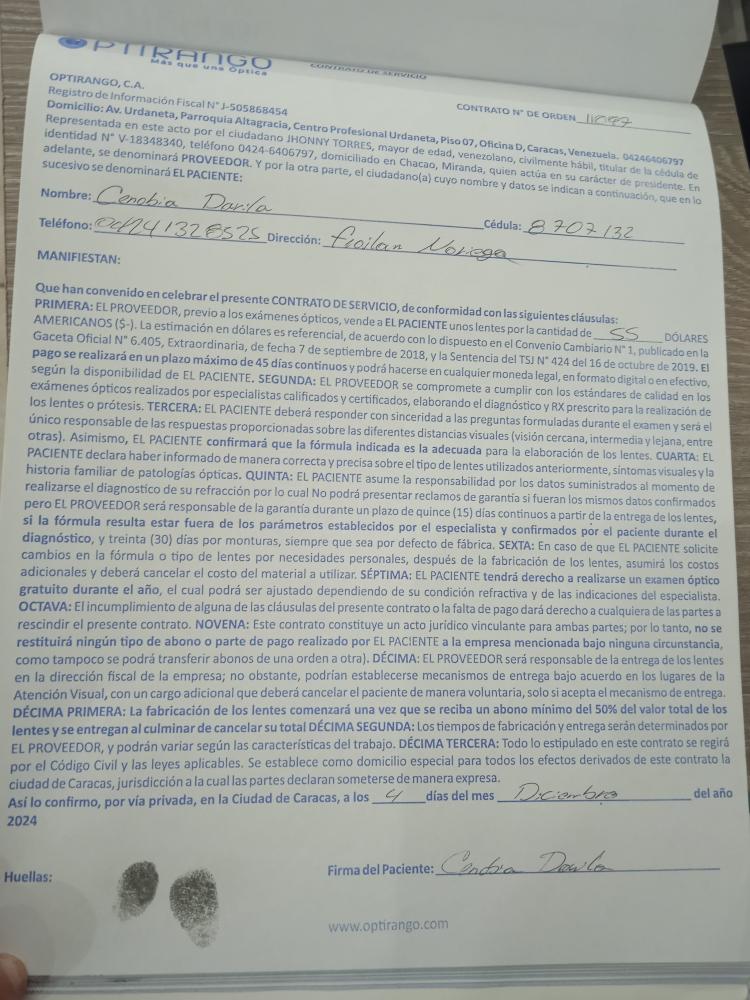 OPTIRANGO
Más que una Óptica
CONTRATO DE SERVICIO
OPTIRANGO, C.A.
Registro de Información Fiscal N° J-505868454
CONTRATO N° DE ORDEN
Domicilio: Av. Urdaneta, Parroquia Altagracia, Centro Profesional Urdaneta, Piso 07, Oficina D, Caracas, Venezuela. 04246406797
Representada en este acto por el ciudadano JHONNY TORRES, mayor de edad, venezolano, civilmente hábil, titular de la cédula de
identidad N° V-18348340, teléfono 0424-6406797, domiciliado en Chacao, Miranda, quien actúa en su carácter de presidente. En
adelante, se denominará PROVEEDOR. Y por la otra parte, el ciudadano(a) cuyo nombre y datos se indican a continuación, que en lo
sucesivo se denominará EL PACIENTE:
Nombre: Cenobia Davila Cédula: 8707132
Teléfono: Dirección: Froilan Noriega
MANIFIESTAN:
Que han convenido en celebrar el presente CONTRATO DE SERVICIO, de conformidad con las siguientes cláusulas:
PRIMERA: EL PROVEEDOR, previo a los exámenes ópticos, vende a EL PACIENTE unos lentes por la cantidad de 55 DÓLARES
AMERICANOS ($-). La estimación en dólares es referencial, de acuerdo con lo dispuesto en el Convenio Cambiario N° 1, publicado en la
Gaceta Oficial N° 6.405, Extraordinaria, de fecha 7 de septiembre de 2018, y la Sentencia del TSJ N° 424 del 16 de octubre de 2019. El
pago se realizará en un plazo máximo de 45 días continuos y podrá hacerse en cualquier moneda legal, en formato digital o en efectivo,
según la disponibilidad de EL PACIENTE. SEGUNDA: EL PROVEEDOR se compromete a cumplir con los estándares de calidad en los
exámenes ópticos realizados por especialistas calificados y certificados, elaborando el diagnóstico y RX prescrito para la realización de
los lentes o prótesis. TERCERA: EL PACIENTE deberá responder con sinceridad a las preguntas formuladas durante el examen y será el
único responsable de las respuestas proporcionadas sobre las diferentes distancias visuales (visión cercana, intermedia y lejana, entre
otras). Asimismo, EL PACIENTE confirmará que la fórmula indicada es la adecuada para la elaboración de los lentes. CUARTA: EL
PACIENTE declara haber informado de manera correcta y precisa sobre el tipo de lentes utilizados anteriormente, síntomas visuales y la
historia familiar de patologías ópticas. QUINTA: EL PACIENTE asume la responsabilidad por los datos suministrados al momento de
realizarse el diagnostico de su refracción por lo cual No podrá presentar reclamos de garantía si fueran los mismos datos confirmados
pero EL PROVEEDOR será responsable de la garantía durante un plazo de quince (15) días continuos a partir de la entrega de los lentes,
si la fórmula resulta estar fuera de los parámetros establecidos por el especialista y confirmados por el paciente durante el
diagnóstico, y treinta (30) días por monturas, siempre que sea por defecto de fábrica. SEXTA: En caso de que EL PACIENTE solicite
cambios en la fórmula o tipo de lentes por necesidades personales, después de la fabricación de los lentes, asumirá los costos
adicionales y deberá cancelar el costo del material a utilizar. SÉPTIMA: EL PACIENTE tendrá derecho a realizarse un examen óptico
gratuito durante el año, el cual podrá ser ajustado dependiendo de su condición refractiva y de las indicaciones del especialista.
OCTAVA: El incumplimiento de alguna de las cláusulas del presente contrato o la falta de pago dará derecho a cualquiera de las partes a
rescindir el presente contrato. NOVENA: Este contrato constituye un acto jurídico vinculante para ambas partes; por lo tanto, no se
restituirá ningún tipo de abono o parte de pago realizado por EL PACIENTE a la empresa mencionada bajo ninguna circunstancia,
como tampoco se podrá transferir abonos de una orden a otra). DÉCIMA: EL PROVEEDOR será responsable de la entrega de los lentes
en la dirección fiscal de la empresa; no obstante, podrían establecerse mecanismos de entrega bajo acuerdo en los lugares de la
Atención Visual, con un cargo adicional que deberá cancelar el paciente de manera voluntaria, solo si acepta el mecanismo de entrega.
DÉCIMA PRIMERA: La fabricación de los lentes comenzará una vez que se reciba un abono mínimo del 50% del valor total de los
lentes y se entregan al culminar de cancelar su total DÉCIMA SEGUNDA: Los tiempos de fabricación y entrega serán determinados por
EL PROVEEDOR, y podrán variar según las características del trabajo. DÉCIMA TERCERA: Todo lo estipulado en este contrato se regirá
por el Código Civil y las leyes aplicables. Se establece como domicilio especial para todos los efectos derivados de este contrato la
ciudad de Caracas, jurisdicción a la cual las partes declaran someterse de manera expresa.
Así lo confirmo, por vía privada, en la Ciudad de Caracas, a los 4 días del mes Diciembre del año
2024
Huellas:
Firma del Paciente: Cenobia Davila
www.optirango.com